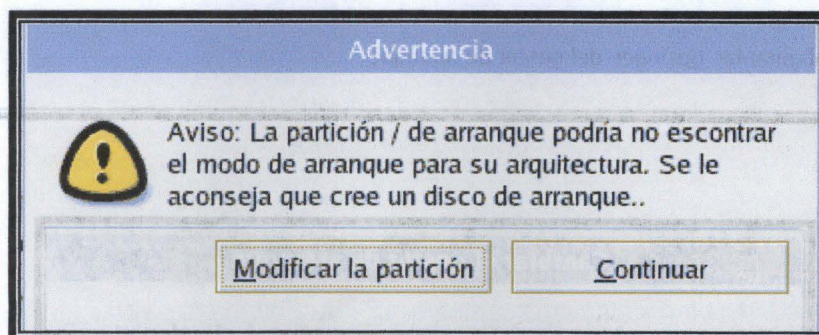 Advertencia
Aviso: La partición / de arranque podría no escontrar
el modo de arranque para su arquitectura. Se le
aconseja que cree un disco de arranque..
Modificar la partición
Continuar